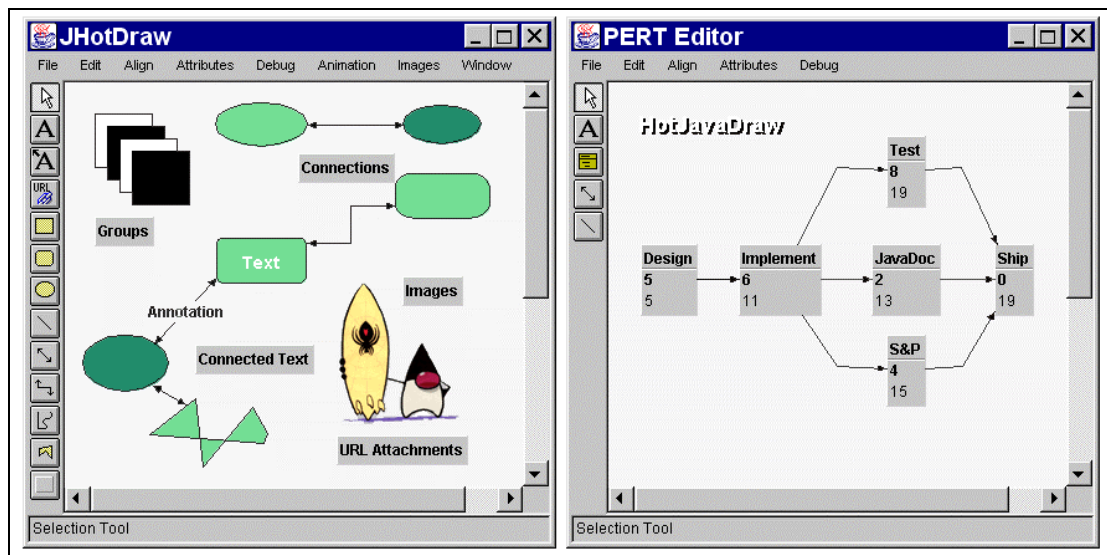 JHotDraw
File Edit Align Attributes Debug Animation Images Window
A
A
URL
Connections
Groups
Text
Images
Annotation
Connected Text
URL Attachments
Selection Tool
PERT Editor
File Edit Align Attributes Debug
A
HotJavaDraw
Test
8
19
Design
5
5
Implement
6
11
JavaDoc
2
13
Ship
0
19
S&P
4
15
Selection Tool